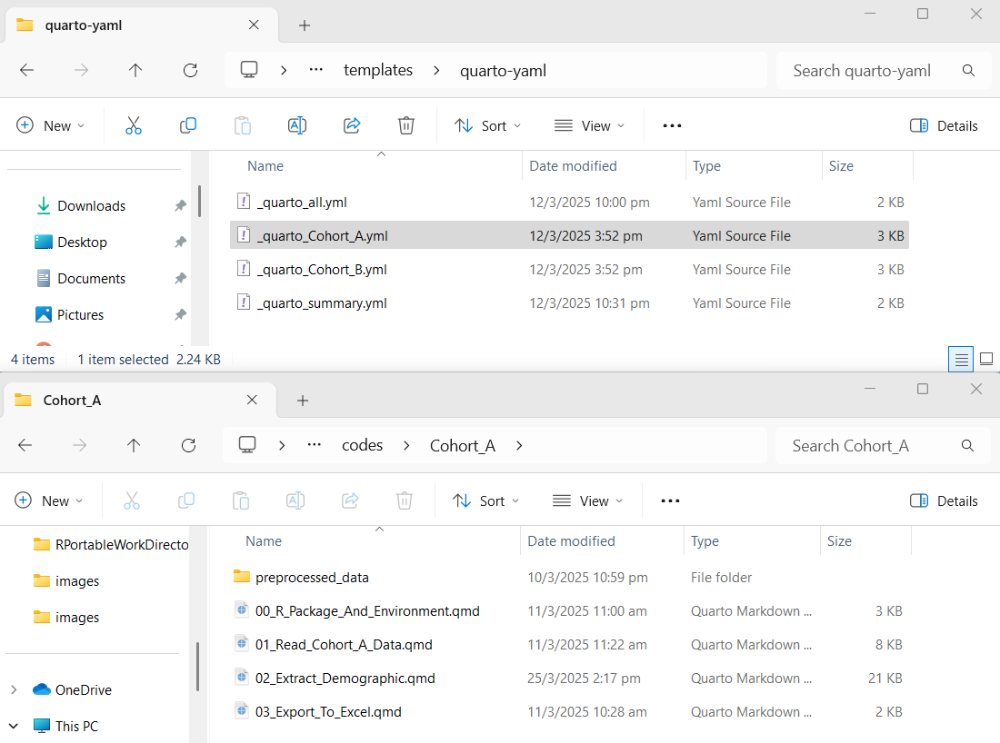 quarto-yaml
templates quarto-yaml Search quarto-yaml
New Sort View Details
Name Date modified Type Size
Downloads
Desktop
Documents
Pictures
_quarto_all.yml 12/3/2025 10:00 pm Yaml Source File 2 KB
_quarto_Cohort_A.yml 12/3/2025 3:52 pm Yaml Source File 3 KB
_quarto_Cohort_B.yml 12/3/2025 3:52 pm Yaml Source File 3 KB
_quarto_summary.yml 12/3/2025 10:31 pm Yaml Source File 2 KB
4 items 1 item selected 2.24 KB
Cohort_A
codes Cohort_A Search Cohort_A
New Sort View Details
Name Date modified Type Size
RPortableWorkDirecto
images
images
OneDrive
This PC
preprocessed_data 10/3/2025 10:59 pm File folder
00_R_Package_And_Environment.qmd 11/3/2025 11:00 am Quarto Markdown ... 3 KB
01_Read_Cohort_A_Data.qmd 11/3/2025 11:22 am Quarto Markdown ... 8 KB
02_Extract_Demographic.qmd 25/3/2025 2:17 pm Quarto Markdown ... 21 KB
03_Export_To_Excel.qmd 11/3/2025 10:28 am Quarto Markdown ... 2 KB